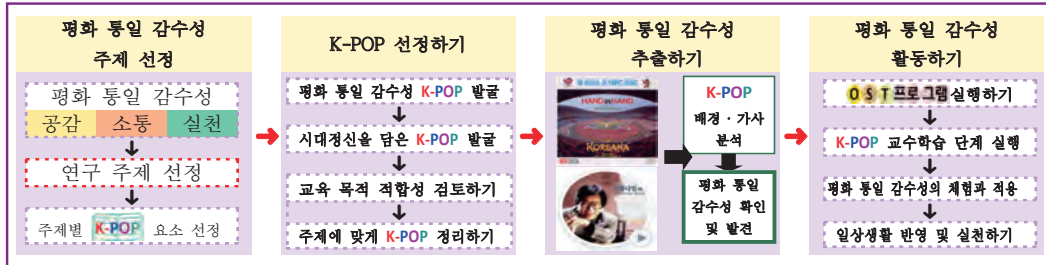 평화 통일 감수성
주제 선정
평화 통일 감수성
공감 소통 실천
연구 주제 선정
주제별 K-POP 요소 선정
K-POP 선정하기
평화 통일 감수성 K-POP 발굴
시대정신을 담은 K-POP 발굴
교육 목적 적합성 검토하기
주제에 맞게 K-POP 정리하기
평화 통일 감수성
추출하기
HAND IN HAND
KOREANA
K-POP
배경·가사
분석
평화 통일
감수성 확인
및 발견
평화 통일 감수성
활동하기
OST프로그램실행하기
K-POP 교수학습 단계 실행
평화 통일 감수성의 체험과 적용
일상생활 반영 및 실천하기